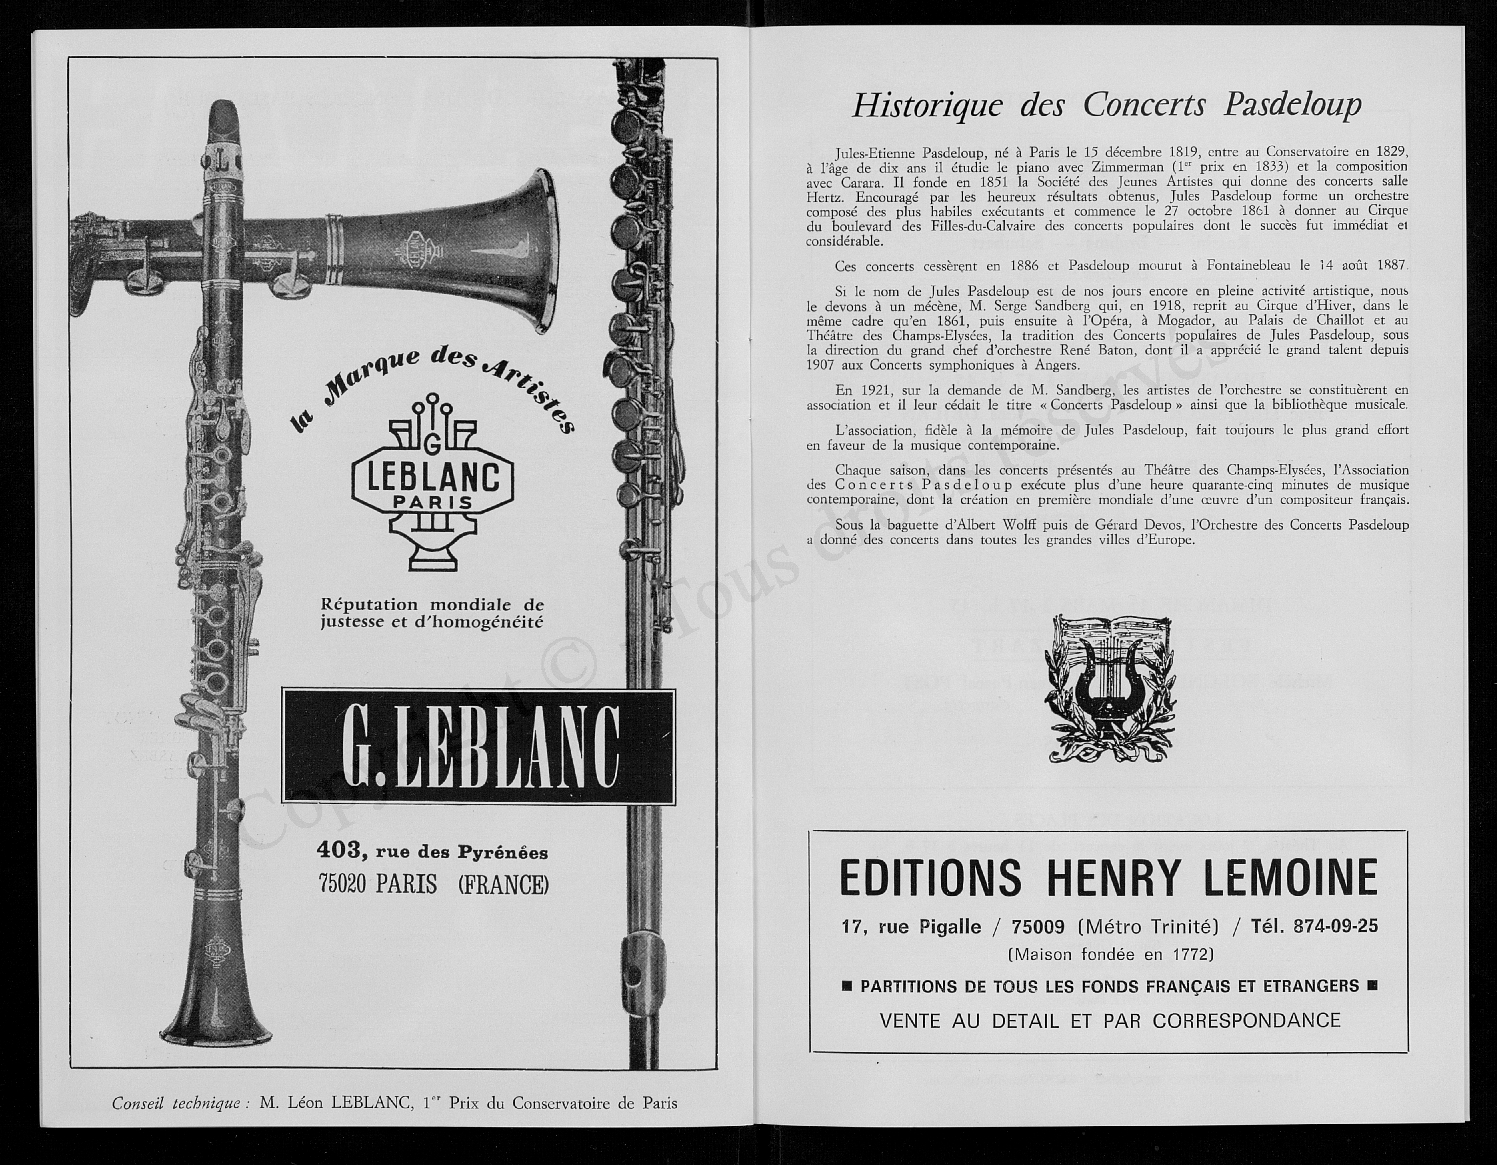 la Marque des Artistes
G
LEBLANC
PARIS
Réputation mondiale de
justesse et d'homogénéité
G. LEBLANC
403, rue des Pyrénées
75020 PARIS (FRANCE)
Conseil technique : M. Léon LEBLANC, 1er Prix du Conservatoire de Paris
Historique des Concerts Pasdeloup
Jules-Etienne Pasdeloup, né à Paris le 15 décembre 1819, entre au Conservatoire en 1829,
à l'âge de dix ans il étudie le piano avec Zimmerman (1er prix en 1833) et la composition
avec Carara. Il fonde en 1851 la Société des Jeunes Artistes qui donne des concerts salle
Hertz. Encouragé par les heureux résultats obtenus, Jules Pasdeloup forme un orchestre
composé des plus habiles exécutants et commence le 27 octobre 1861 à donner au Cirque
du boulevard des Filles-du-Calvaire des concerts populaires dont le succès fut immédiat et
considérable.
Ces concerts cessèrent en 1886 et Pasdeloup mourut à Fontainebleau le 14 août 1887.
Si le nom de Jules Pasdeloup est de nos jours encore en pleine activité artistique, nous
le devons à un mécène, M. Serge Sandberg qui, en 1918, reprit au Cirque d'Hiver, dans le
même cadre qu'en 1861, puis ensuite à l'Opéra, à Mogador, au Palais de Chaillot et au
Théâtre des Champs-Elysées, la tradition des Concerts populaires de Jules Pasdeloup, sous
la direction du grand chef d'orchestre René Baton, dont il a apprécié le grand talent depuis
1907 aux Concerts symphoniques à Angers.
En 1921, sur la demande de M. Sandberg, les artistes de l'orchestre se constituèrent en
association et il leur cédait le titre « Concerts Pasdeloup » ainsi que la bibliothèque musicale.
L'association, fidèle à la mémoire de Jules Pasdeloup, fait toujours le plus grand effort
en faveur de la musique contemporaine.
Chaque saison, dans les concerts présentés au Théâtre des Champs-Elysées, l'Association
des Concerts Pasdeloup exécute plus d'une heure quarante-cinq minutes de musique
contemporaine, dont la création en première mondiale d'une œuvre d'un compositeur français.
Sous la baguette d'Albert Wolff puis de Gérard Devos, l'Orchestre des Concerts Pasdeloup
a donné des concerts dans toutes les grandes villes d'Europe.
EDITIONS HENRY LEMOINE
17, rue Pigalle / 75009 (Métro Trinité) / Tél. 874-09-25
(Maison fondée en 1772)
■ PARTITIONS DE TOUS LES FONDS FRANÇAIS ET ETRANGERS ■
VENTE AU DETAIL ET PAR CORRESPONDANCE
Copyright © Tous droits réservés